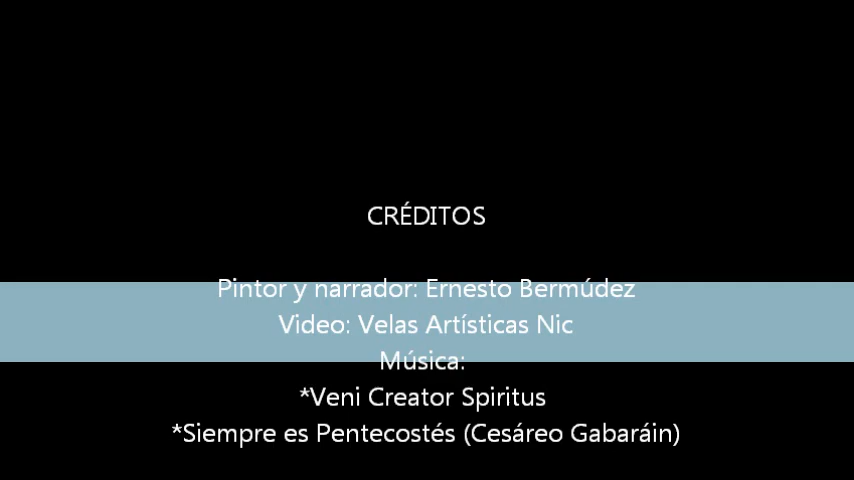 CRÉDITOS
Pintor y narrador: Ernesto Bermúdez
Video: Velas Artísticas Nic
Música:
*Veni Creator Spiritus
*Siempre es Pentecostés (Cesáreo Gabaráin)